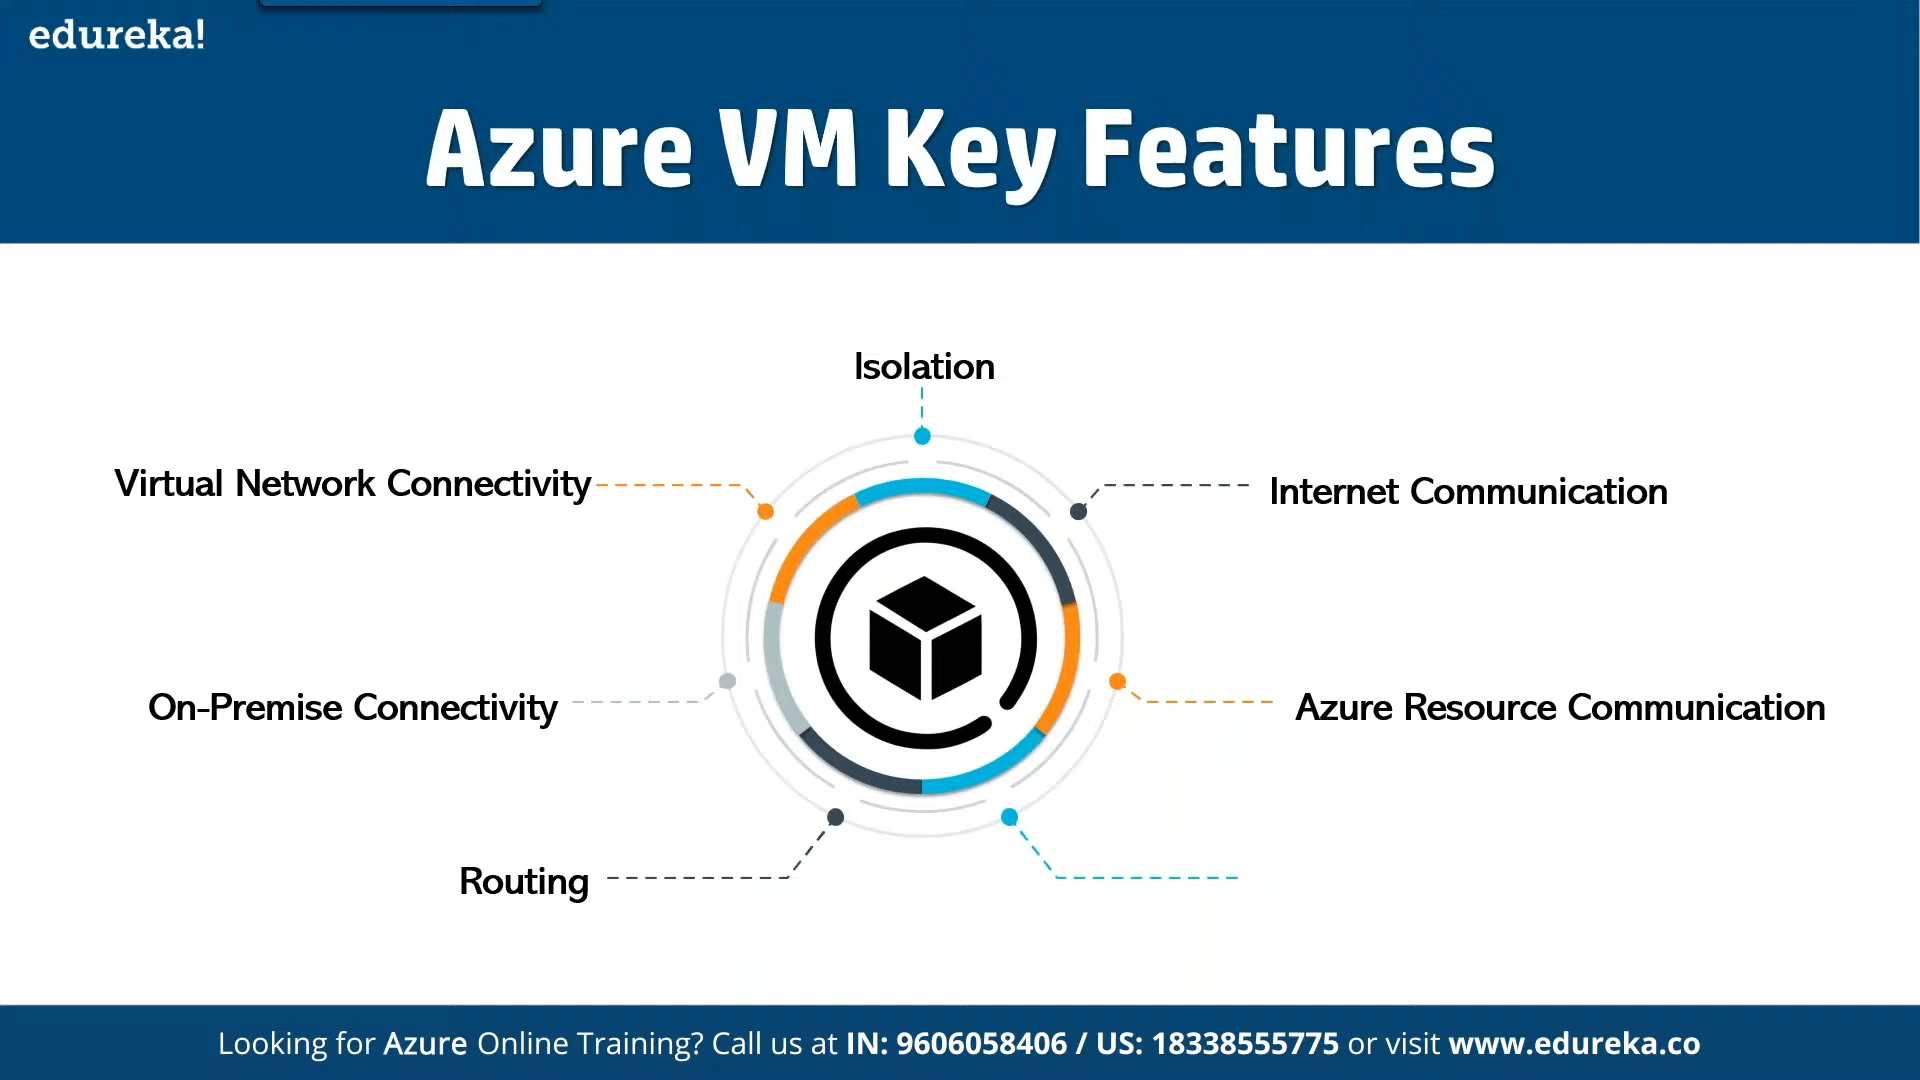 edureka!
Azure VM Key Features
Isolation
Virtual Network Connectivity
Internet Communication
On-Premise Connectivity
Azure Resource Communication
Routing
Looking for Azure Online Training? Call us at IN: 9606058406 / US: 18338555775 or visit www.edureka.co